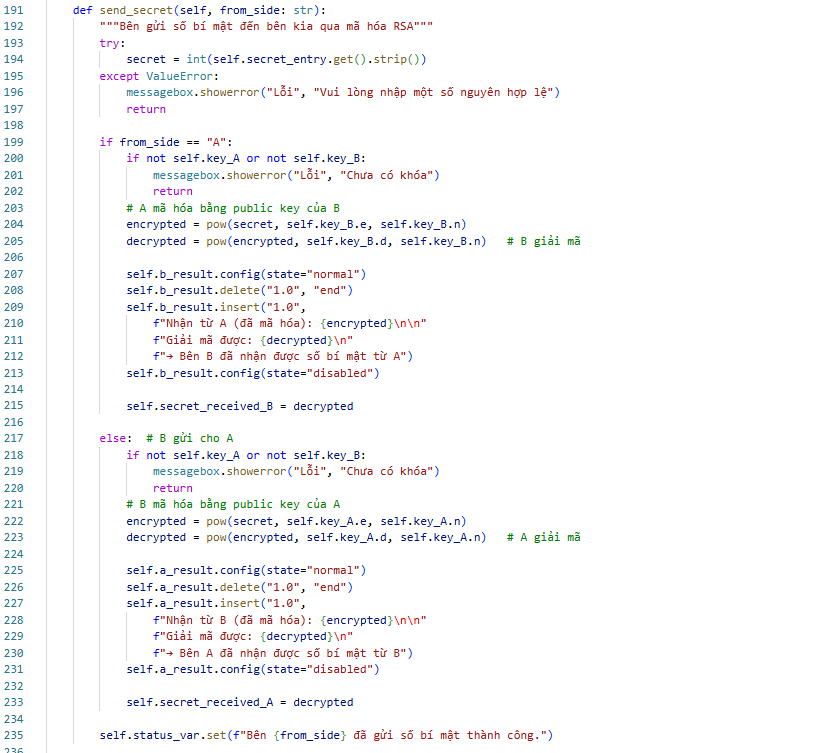 191 def send_secret(self, from_side: str):
192 """Bên gửi số bí mật đến bên kia qua mã hóa RSA"""
193 try:
194 secret = int(self.secret_entry.get().strip())
195 except ValueError:
196 messagebox.showerror("Lỗi", "Vui lòng nhập một số nguyên hợp lệ")
197 return
198
199 if from_side == "A":
200 if not self.key_A or not self.key_B:
201 messagebox.showerror("Lỗi", "Chưa có khóa")
202 return
203 # A mã hóa bằng public key của B
204 encrypted = pow(secret, self.key_B.e, self.key_B.n)
205 decrypted = pow(encrypted, self.key_B.d, self.key_B.n) # B giải mã
206
207 self.b_result.config(state="normal")
208 self.b_result.delete("1.0", "end")
209 self.b_result.insert("1.0",
210 f"Nhận từ A (đã mã hóa): {encrypted}\n\n"
211 f"Giải mã được: {decrypted}\n"
212 f"→ Bên B đã nhận được số bí mật từ A")
213 self.b_result.config(state="disabled")
214
215 self.secret_received_B = decrypted
216
217 else: # B gửi cho A
218 if not self.key_A or not self.key_B:
219 messagebox.showerror("Lỗi", "Chưa có khóa")
220 return
221 # B mã hóa bằng public key của A
222 encrypted = pow(secret, self.key_A.e, self.key_A.n)
223 decrypted = pow(encrypted, self.key_A.d, self.key_A.n) # A giải mã
224
225 self.a_result.config(state="normal")
226 self.a_result.delete("1.0", "end")
227 self.a_result.insert("1.0",
228 f"Nhận từ B (đã mã hóa): {encrypted}\n\n"
229 f"Giải mã được: {decrypted}\n"
230 f"→ Bên A đã nhận được số bí mật từ B")
231 self.a_result.config(state="disabled")
232
233 self.secret_received_A = decrypted
234
235 self.status_var.set(f"Bên {from_side} đã gửi số bí mật thành công.")
236